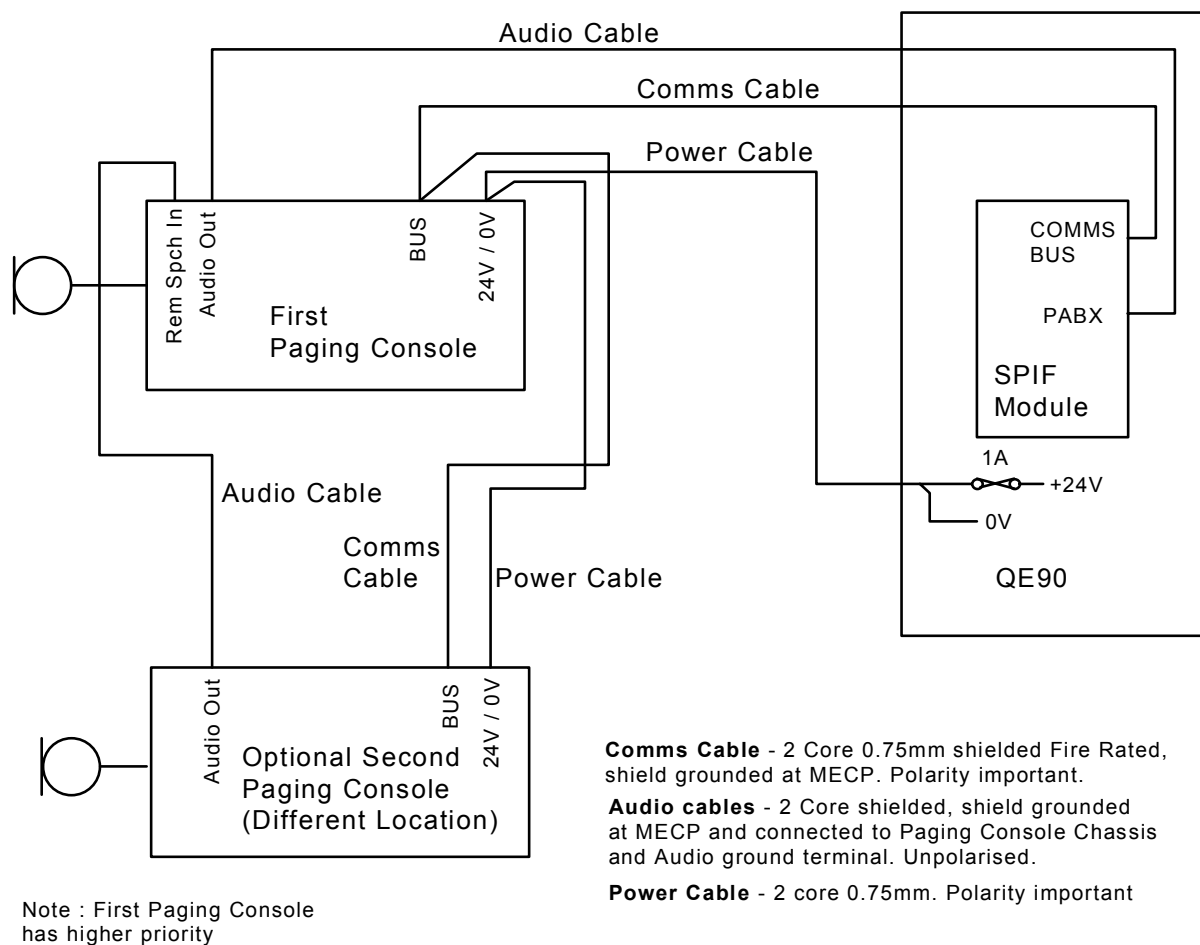 Audio Cable
Comms Cable
Power Cable
Rem Spch In
Audio Out
BUS
24V / 0V
First
Paging Console
COMMS
BUS
PABX
SPIF
Module
1A
+24V
0V
QE90
Audio Cable
Comms
Cable
Power Cable
Audio Out
BUS
24V / 0V
Optional Second
Paging Console
(Different Location)
Comms Cable - 2 Core 0.75mm shielded Fire Rated,
shield grounded at MECP. Polarity important.
Audio cables - 2 Core shielded, shield grounded
at MECP and connected to Paging Console Chassis
and Audio ground terminal. Unpolarised.
Power Cable - 2 core 0.75mm. Polarity important
Note : First Paging Console
has higher priority